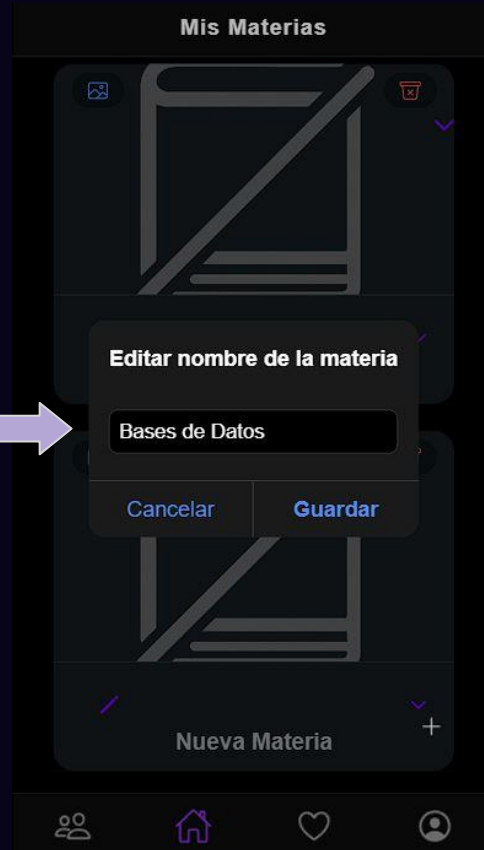 Mis Materias
Editar nombre de la materia
Bases de Datos
Cancelar Guardar
Nueva Materia